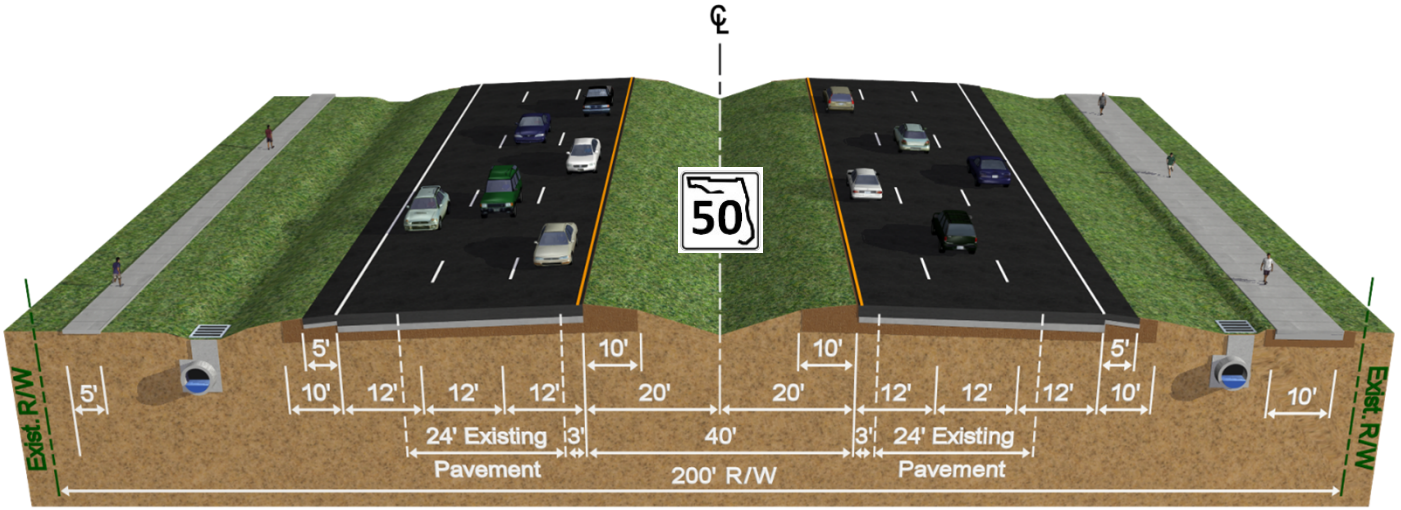 ℄
50
5' 10' 10' 5'
5' 10' 12' 12' 12' 20' 20' 12' 12' 12' 10' 10'
24' Existing 3' 40' 3' 24' Existing
Pavement Pavement
200' R/W
Exist. R/W
Exist. R/W